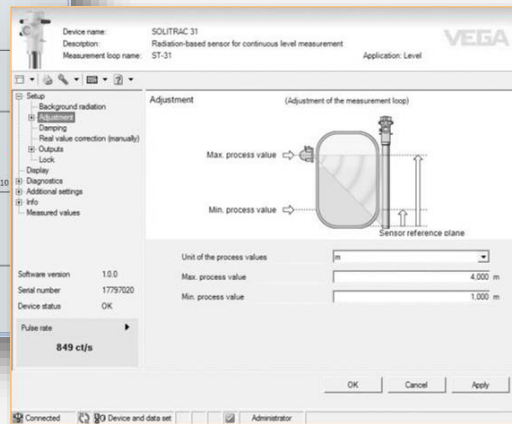 Device name: SOLITRAC 31
Description: Radiation-based sensor for continuous level measurement
Measurement loop name: ST-31 Application: Level
VEGA
Setup
Background radiation
Adjustment
Damping
Real value correction (manually)
Outputs
Lock
Display
Diagnostics
Additional settings
Info
Measured values
10
Software version 1.0.0
Serial number 17797020
Device status OK
Pulse rate
849 ct/s
Adjustment (Adjustment of the measurement loop)
Max. process value
Min. process value
Sensor reference plane
Unit of the process values m
Max. process value 4,000 m
Min. process value 1,000 m
OK Cancel Apply
Connected Device and data set Administrator